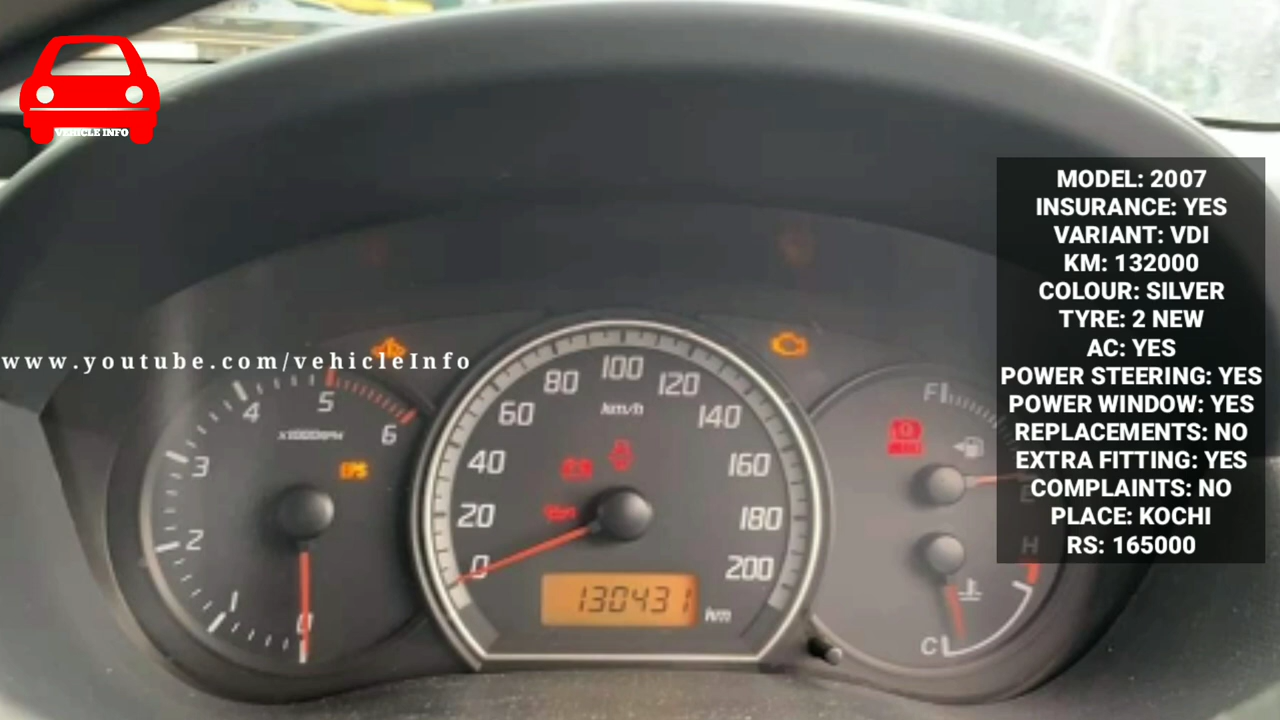 VEHICLE INFO
MODEL: 2007
INSURANCE: YES
VARIANT: VDI
KM: 132000
COLOUR: SILVER
TYRE: 2 NEW
AC: YES
POWER STEERING: YES
POWER WINDOW: YES
REPLACEMENTS: NO
EXTRA FITTING: YES
COMPLAINTS: NO
PLACE: KOCHI
RS: 165000
www.youtube.com/vehicleInfo
0
1
2
3
4
5
6
X1000RPM
EPS
0
20
40
60
80
100
120
140
160
180
200
km/h
130431 km
F
E
H
C